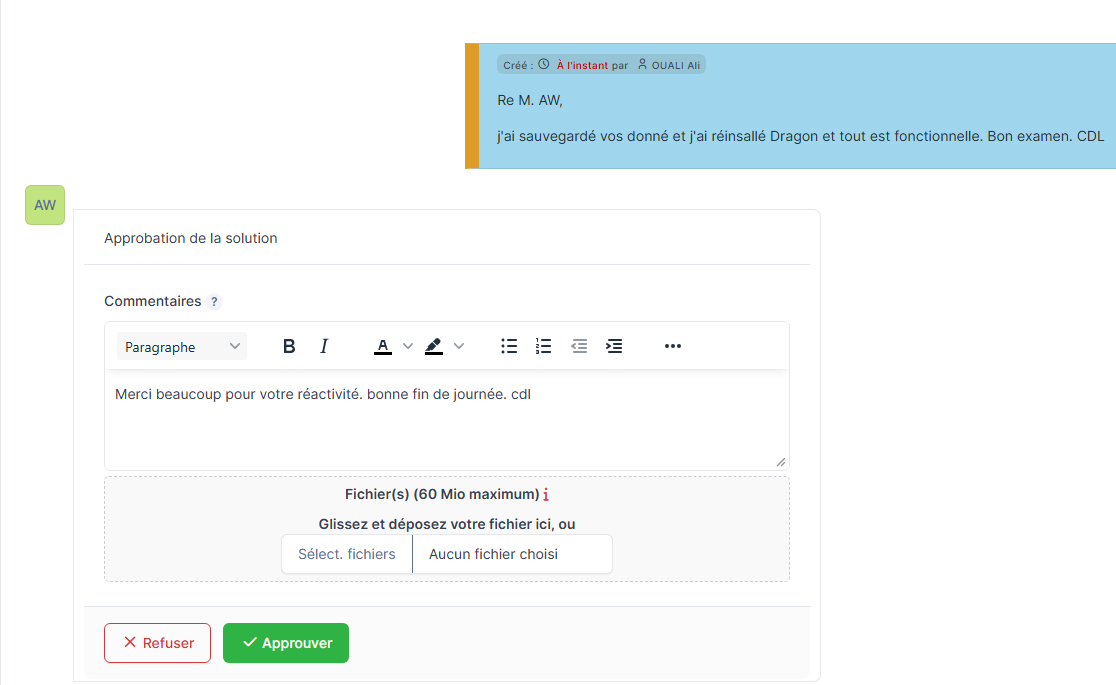 Créé : À l'instant par OUALI Ali
Re M. AW,
j'ai sauvegardé vos donné et j'ai réinsallé Dragon et tout est fonctionnelle. Bon examen. CDL
AW
Approbation de la solution
Commentaires ?
Paragraphe B I A
Merci beaucoup pour votre réactivité. bonne fin de journée. cdl
Fichier(s) (60 Mio maximum) i
Glissez et déposez votre fichier ici, ou
Sélect. fichiers Aucun fichier choisi
Refuser Approuver